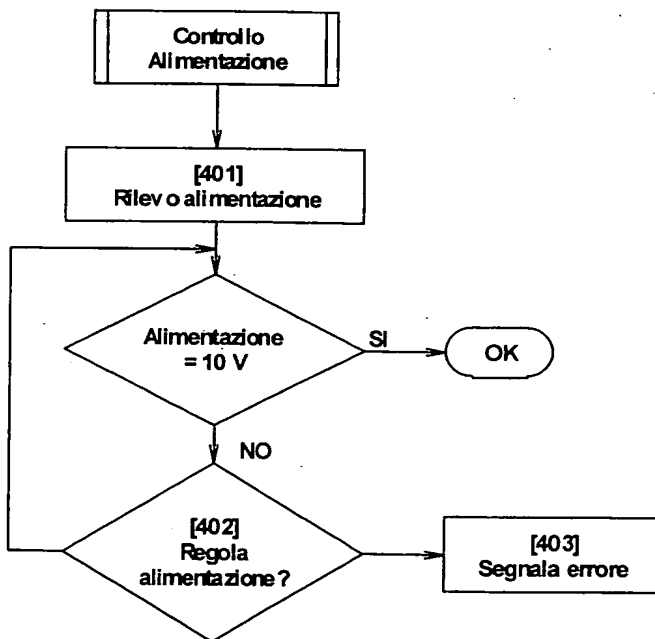 Controllo
Alimentazione
[401]
Rilevo alimentazione
Alimentazione
= 10 V
SI
OK
NO
[402]
Regola
alimentazione?
[403]
Segnala errore